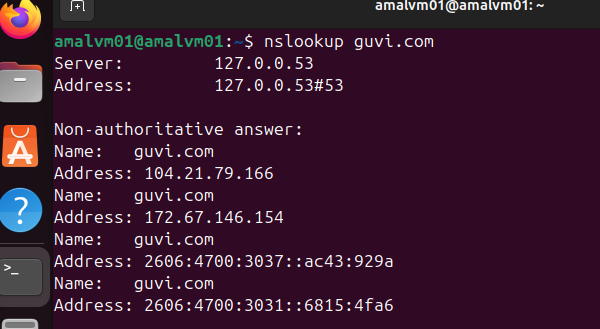 amalvm01@amalvm01: ~
amalvm01@amalvm01:~$ nslookup guvi.com
Server:         127.0.0.53
Address:        127.0.0.53#53

Non-authoritative answer:
Name:   guvi.com
Address: 104.21.79.166
Name:   guvi.com
Address: 172.67.146.154
Name:   guvi.com
Address: 2606:4700:3037::ac43:929a
Name:   guvi.com
Address: 2606:4700:3031::6815:4fa6